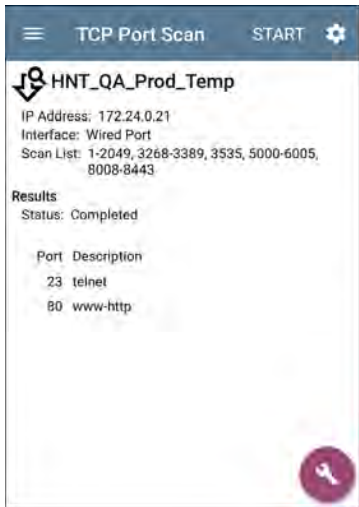 TCP Port Scan START
HNT_QA_Prod_Temp
IP Address: 172.24.0.21
Interface: Wired Port
Scan List: 1-2049, 3268-3389, 3535, 5000-6005,
8008-8443
Results
Status: Completed
Port Description
23 telnet
80 www-http